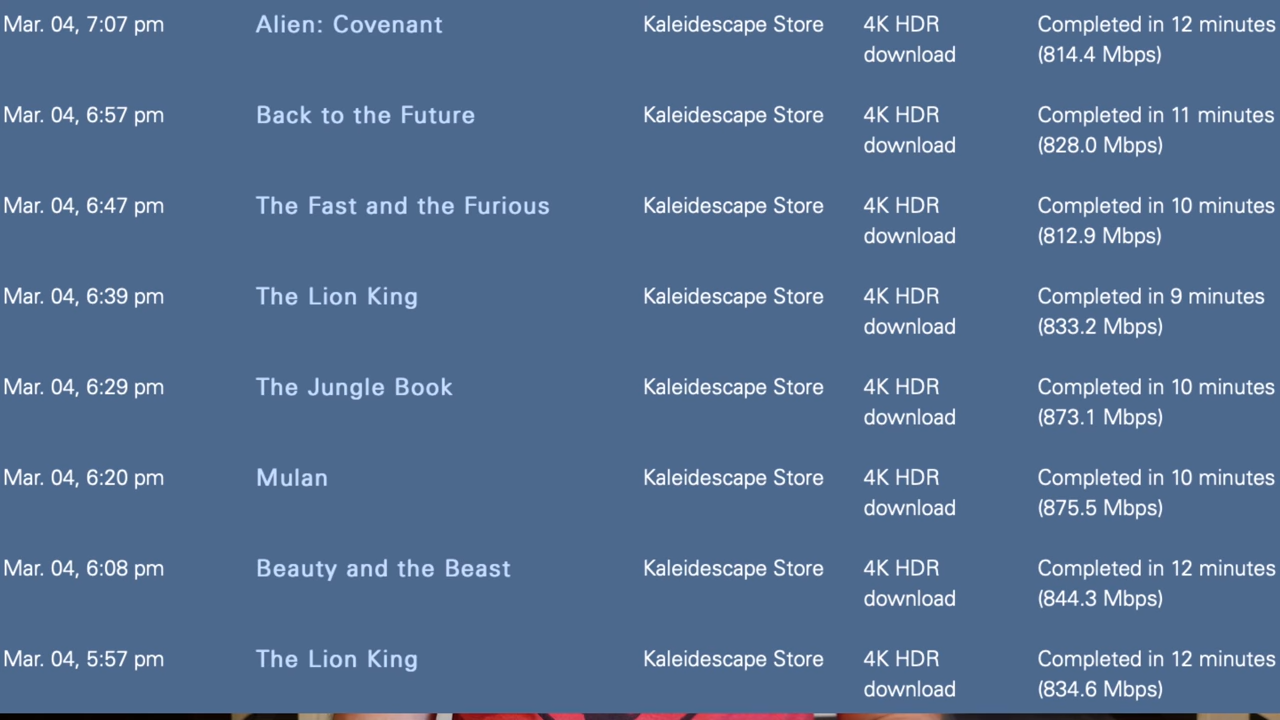 Mar. 04, 7:07 pm Alien: Covenant Kaleidescape Store 4K HDR Completed in 12 minutes
download (814.4 Mbps)
Mar. 04, 6:57 pm Back to the Future Kaleidescape Store 4K HDR Completed in 11 minutes
download (828.0 Mbps)
Mar. 04, 6:47 pm The Fast and the Furious Kaleidescape Store 4K HDR Completed in 10 minutes
download (812.9 Mbps)
Mar. 04, 6:39 pm The Lion King Kaleidescape Store 4K HDR Completed in 9 minutes
download (833.2 Mbps)
Mar. 04, 6:29 pm The Jungle Book Kaleidescape Store 4K HDR Completed in 10 minutes
download (873.1 Mbps)
Mar. 04, 6:20 pm Mulan Kaleidescape Store 4K HDR Completed in 10 minutes
download (875.5 Mbps)
Mar. 04, 6:08 pm Beauty and the Beast Kaleidescape Store 4K HDR Completed in 12 minutes
download (844.3 Mbps)
Mar. 04, 5:57 pm The Lion King Kaleidescape Store 4K HDR Completed in 12 minutes
download (834.6 Mbps)